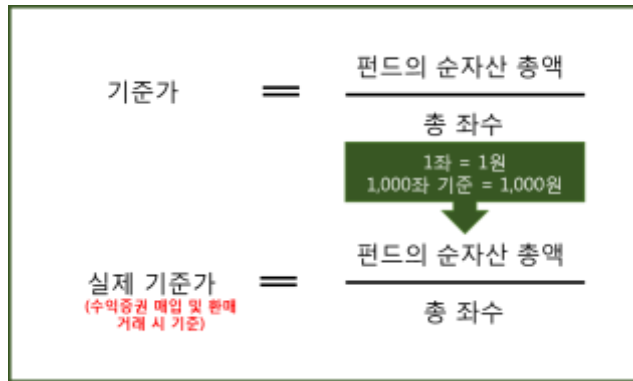 기준가 = 펀드의 순자산 총액
총 좌수
1좌 = 1원
1,000좌 기준 = 1,000원
실제 기준가 = 펀드의 순자산 총액
(수익증권 매입 및 환매
거래 시 기준)
총 좌수